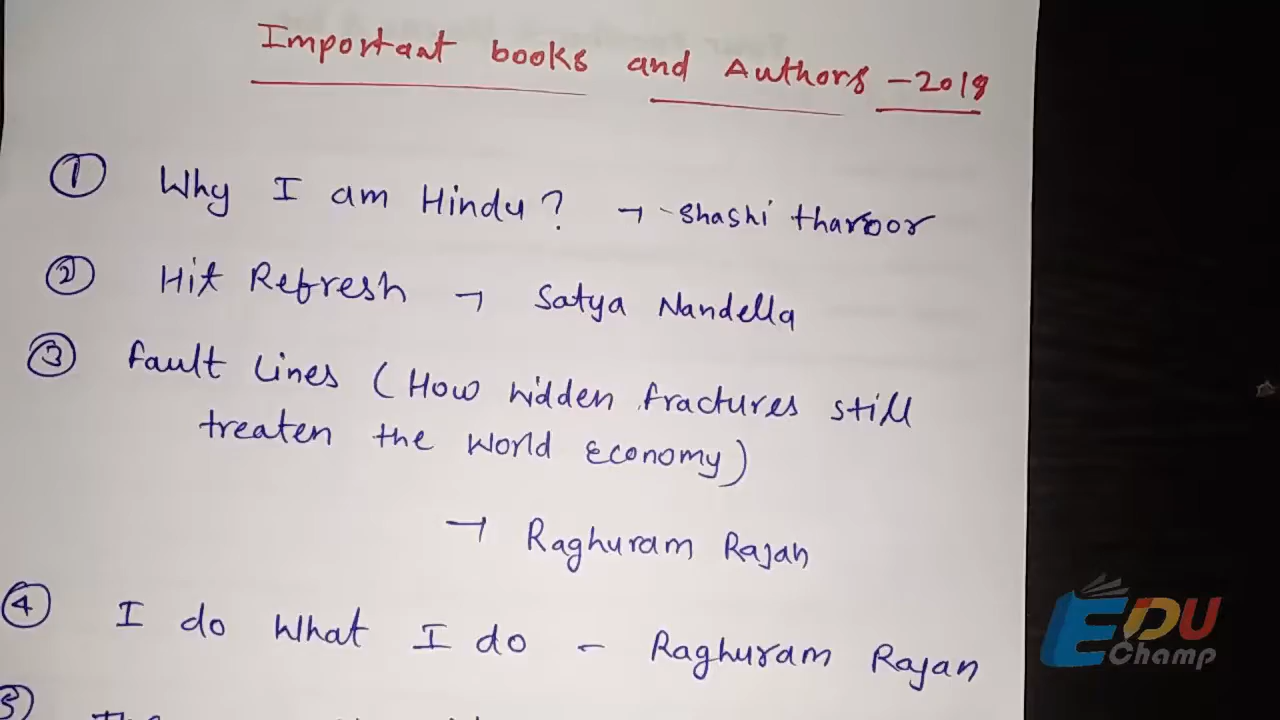 Important books and Authors - 2018
① Why I am Hindu? → Shashi tharoor
② Hit Refresh → Satya Nandella
③ Fault Lines (How hidden fractures still
treaten the World Economy)
→ Raghuram Rajan
④ I do What I do - Raghuram Rajan
⑤
EDU
Champ